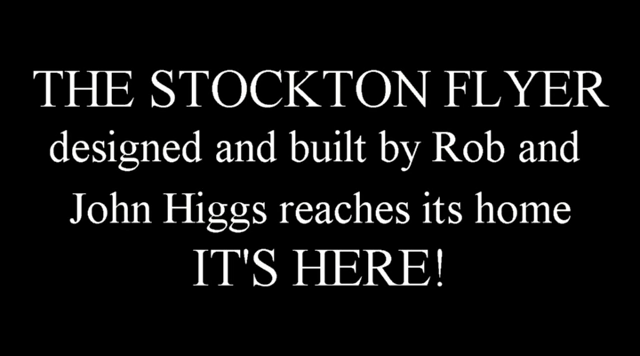 THE STOCKTON FLYER
designed and built by Rob and
John Higgs reaches its home
IT'S HERE!